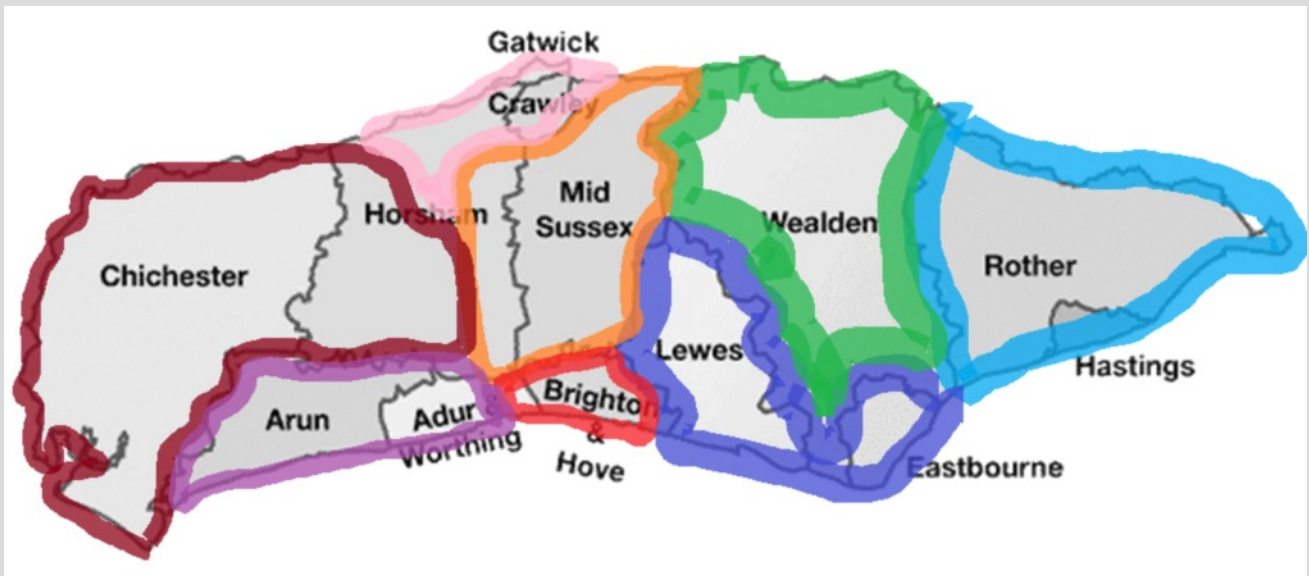 Gatwick
Crawley
Mid
Sussex
Horsham
Wealden
Chichester
Rother
Lewes
Hastings
Arun
Adur &
Worthing
Brighton
&
Hove
Eastbourne